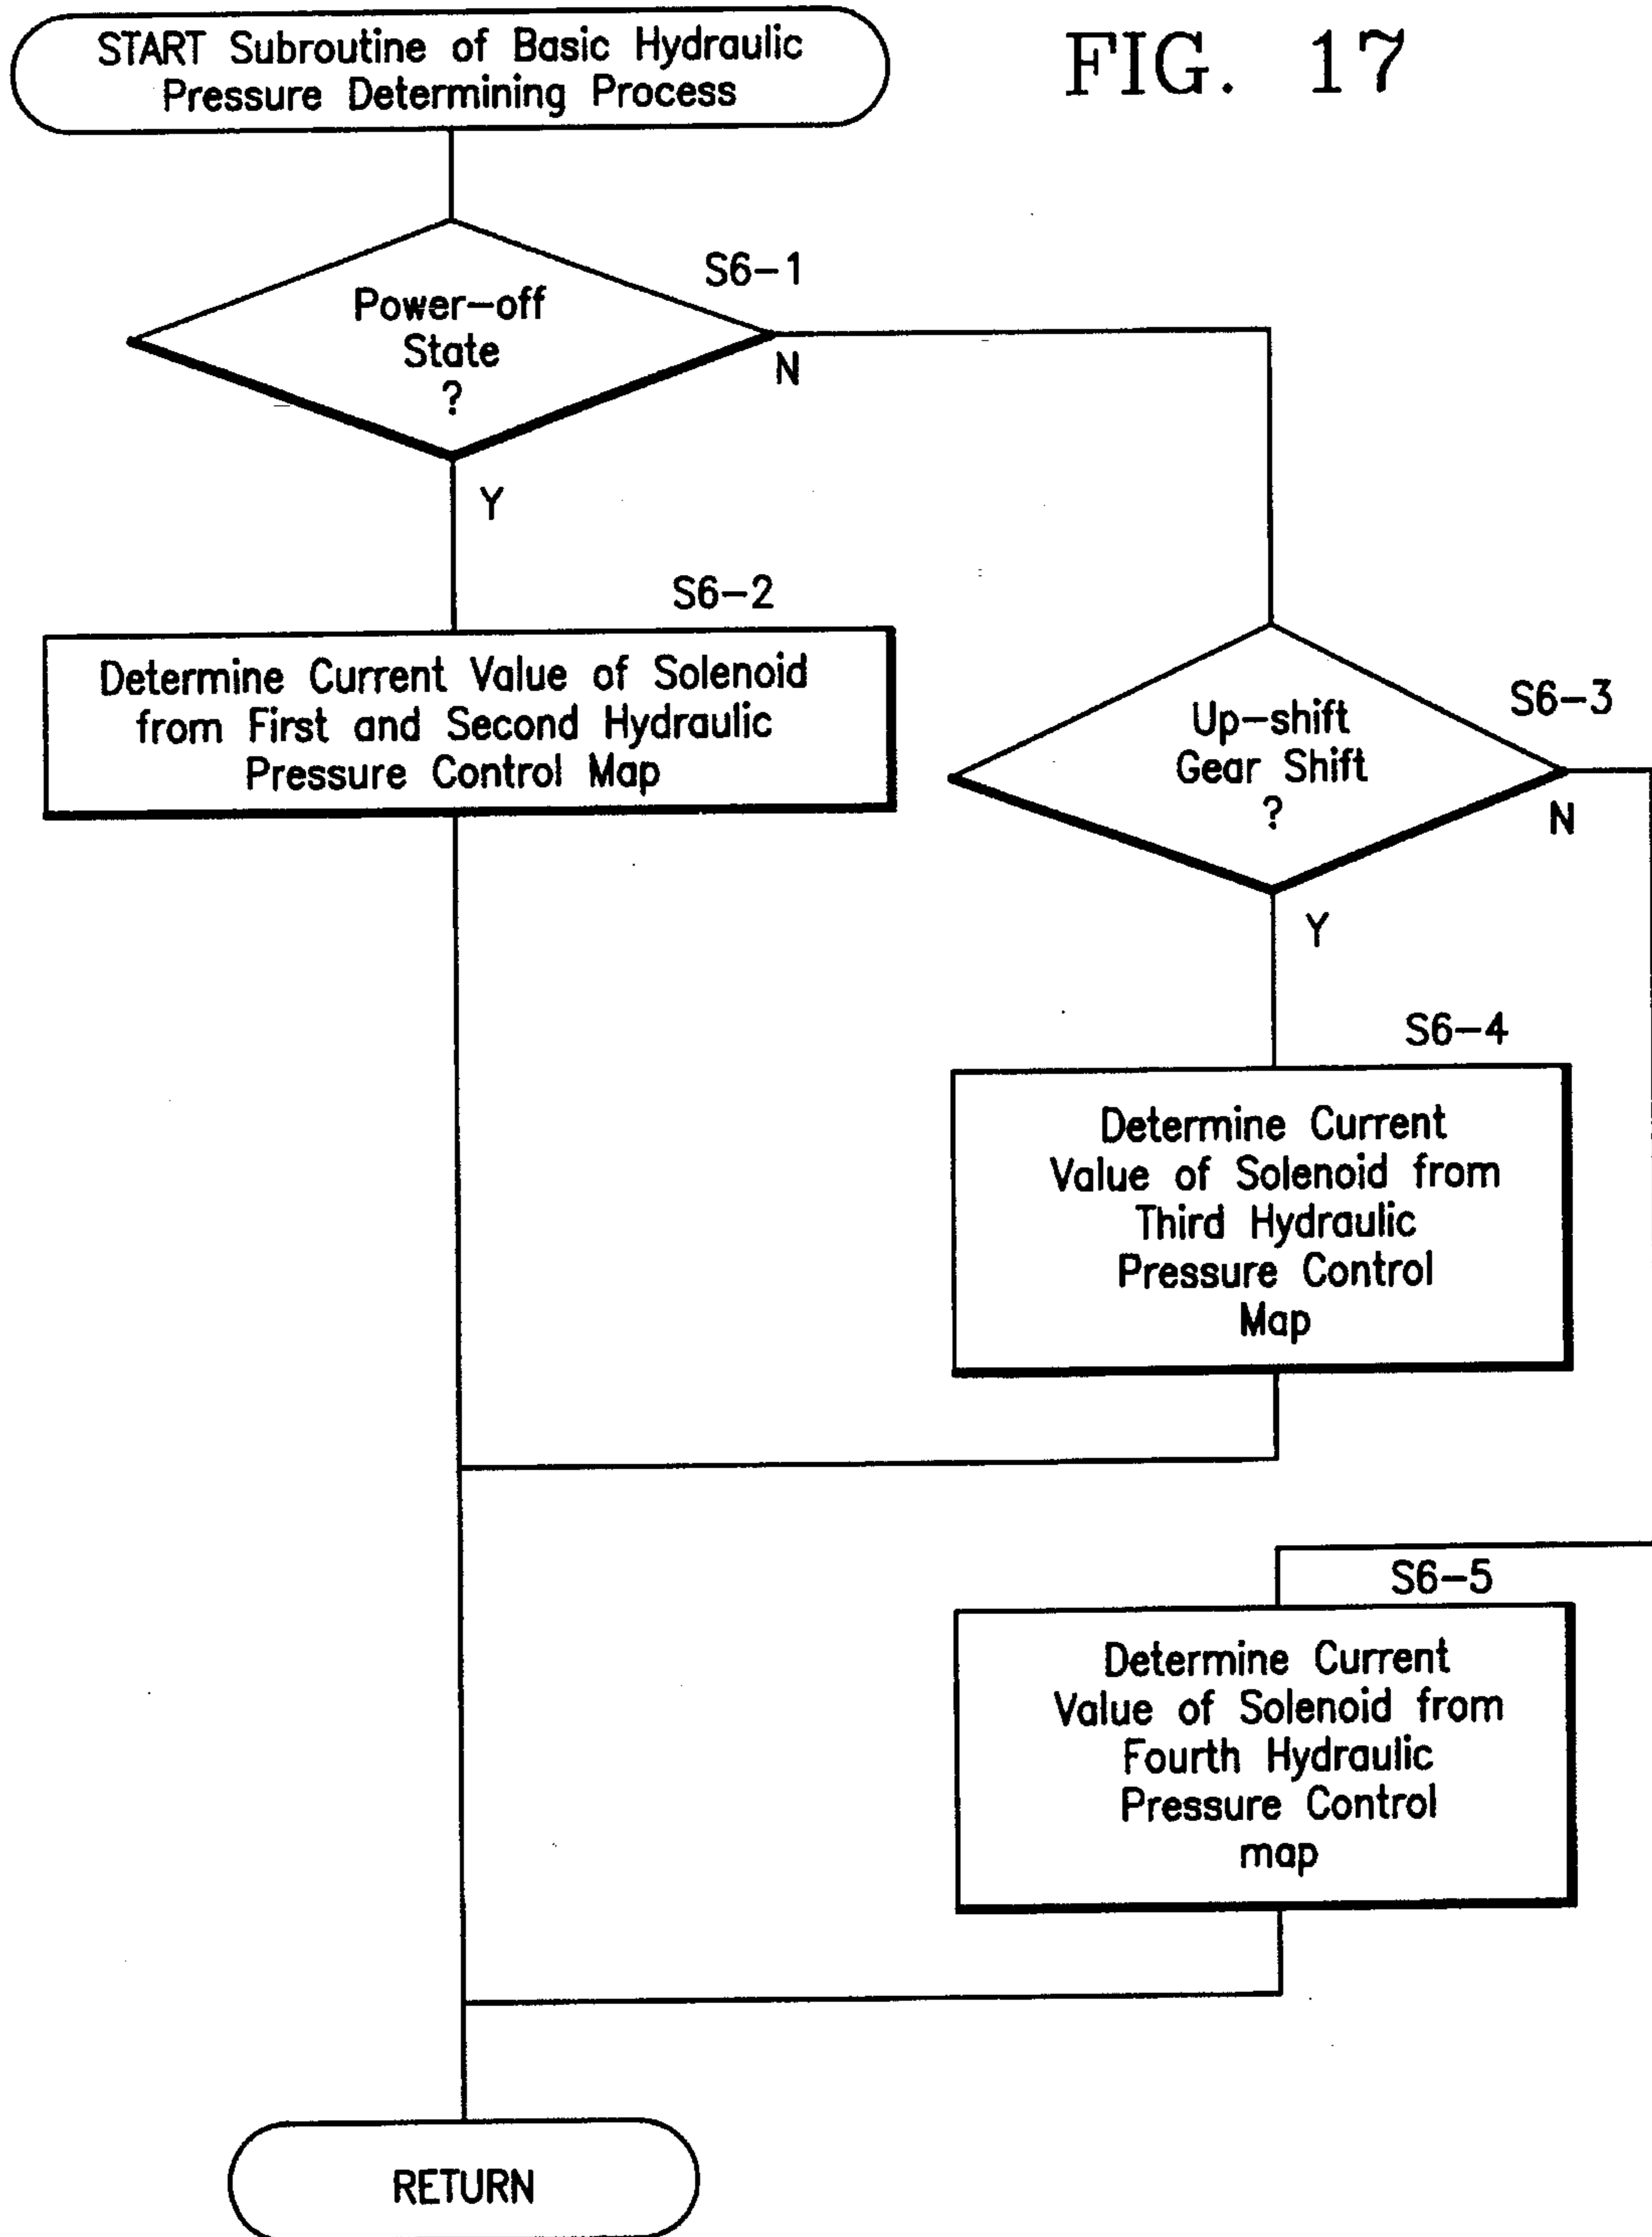 START Subroutine of Basic Hydraulic
Pressure Determining Process
FIG. 17
S6-1
Power-off
State
?
N
Y
S6-2
Determine Current Value of Solenoid
from First and Second Hydraulic
Pressure Control Map
S6-3
Up-shift
Gear Shift
?
N
Y
S6-4
Determine Current
Value of Solenoid from
Third Hydraulic
Pressure Control
Map
S6-5
Determine Current
Value of Solenoid from
Fourth Hydraulic
Pressure Control
map
RETURN